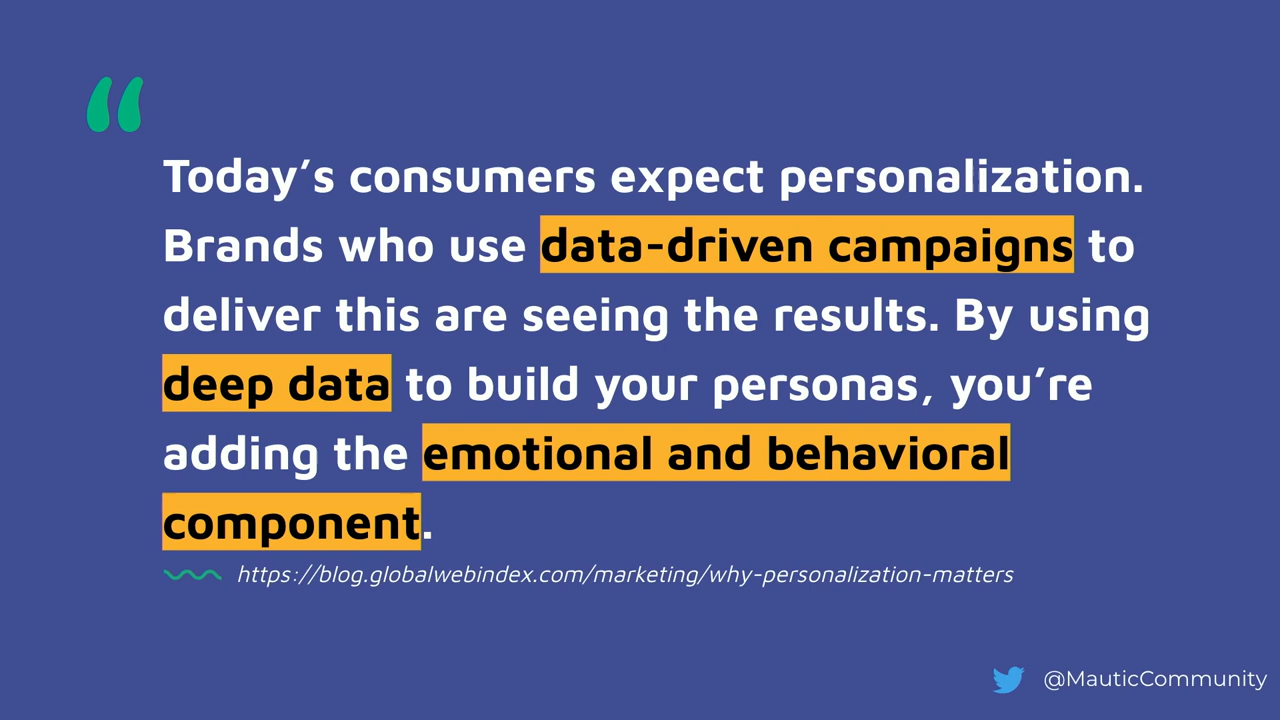 “
Today’s consumers expect personalization.
Brands who use data-driven campaigns to
deliver this are seeing the results. By using
deep data to build your personas, you’re
adding the emotional and behavioral
component.
https://blog.globalwebindex.com/marketing/why-personalization-matters
@MauticCommunity